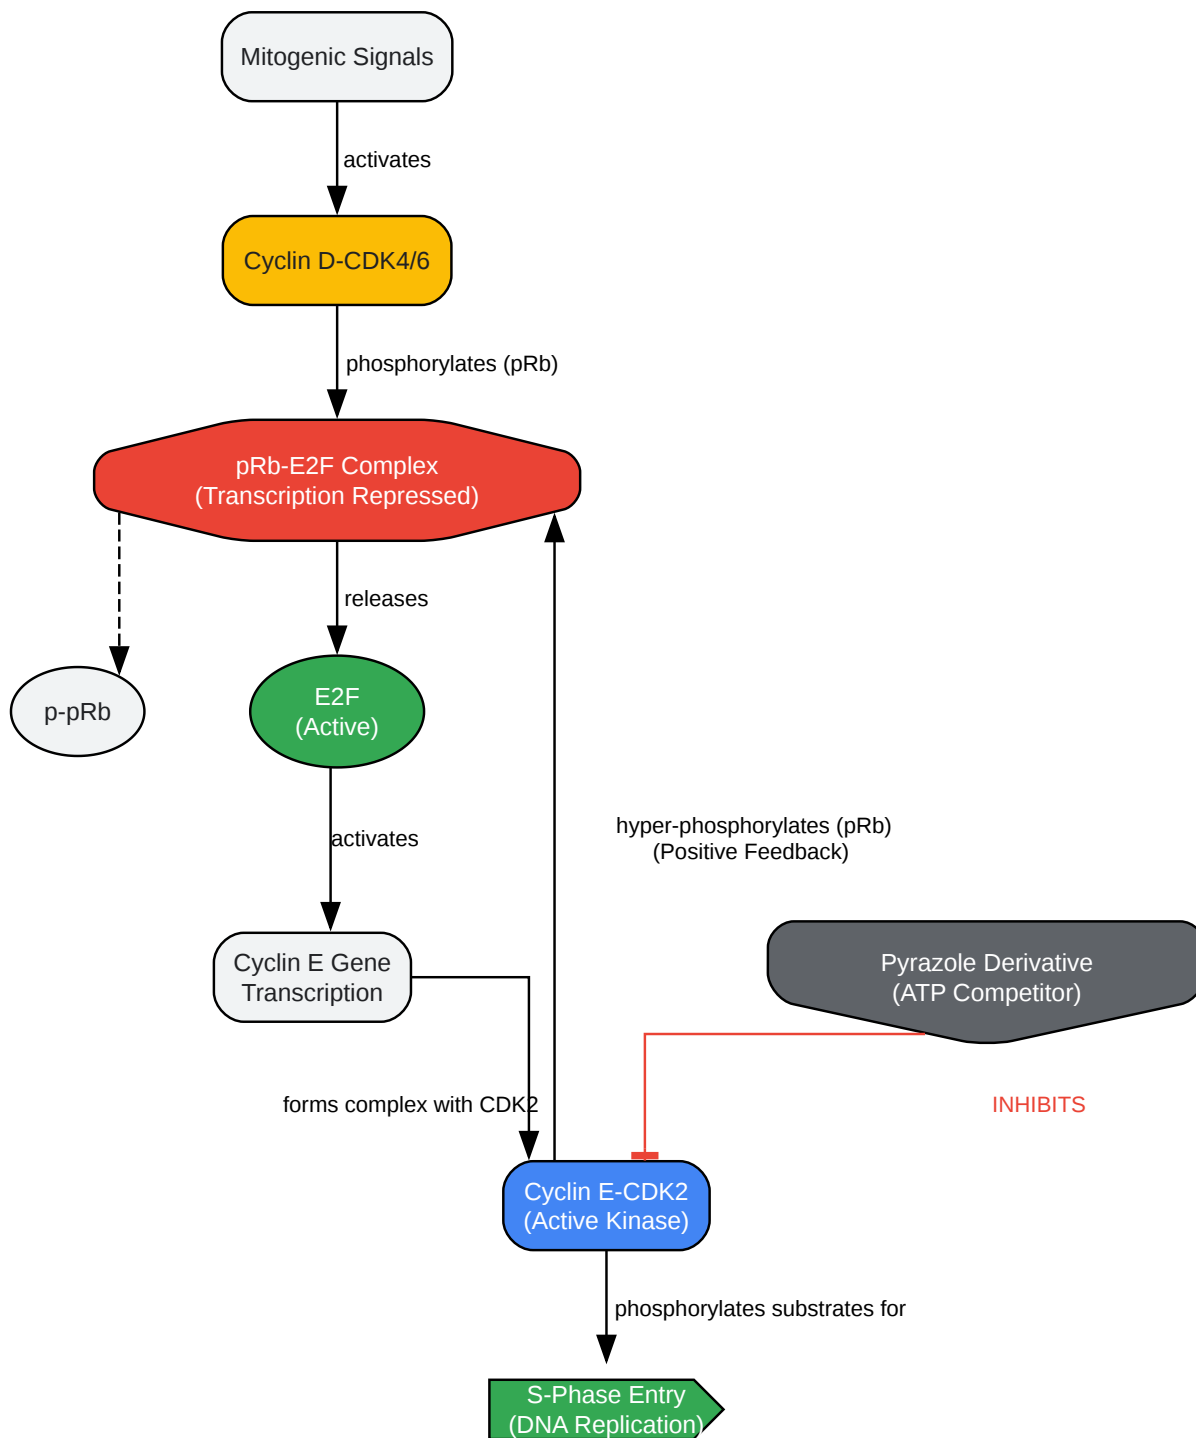 Mitogenic Signals
activates
Cyclin D-CDK4/6
phosphorylates (pRb)
pRb-E2F Complex
(Transcription Repressed)
releases
p-pRb
E2F
(Active)
activates
hyper-phosphorylates (pRb)
(Positive Feedback)
Cyclin E Gene
Transcription
Pyrazole Derivative
(ATP Competitor)
forms complex with CDK2
INHIBITS
Cyclin E-CDK2
(Active Kinase)
phosphorylates substrates for
S-Phase Entry
(DNA Replication)